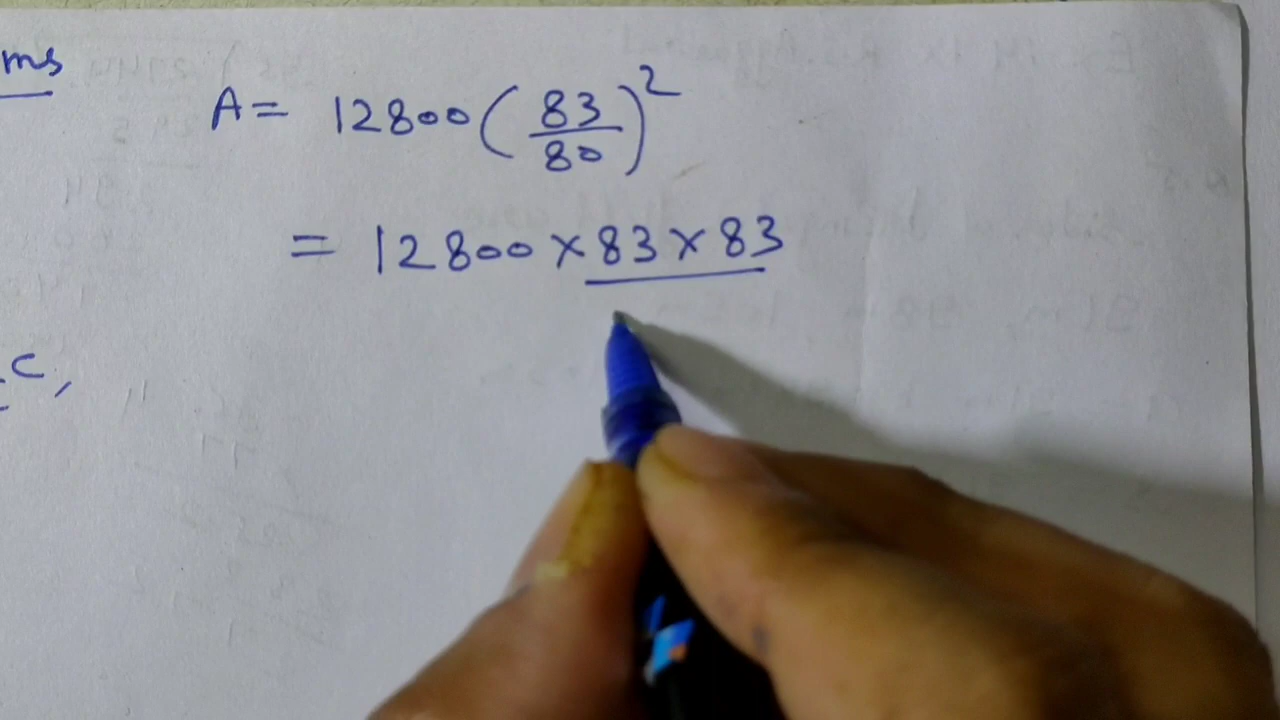 ms
A = 12800 (83/80)²
= 12800 × 83 × 83
C,